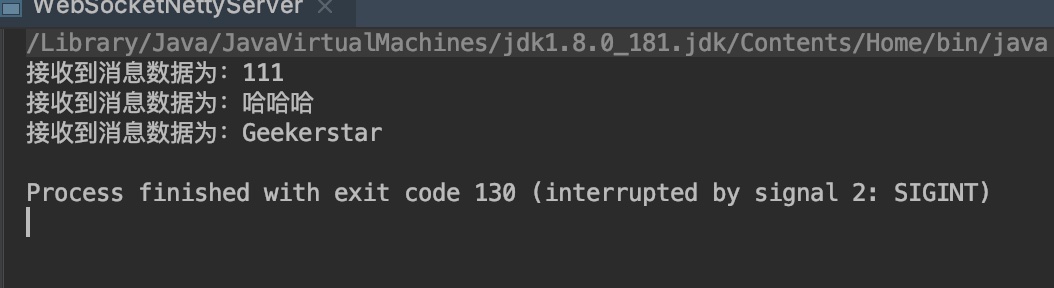 WebSocketNettyServer ×
/Library/Java/JavaVirtualMachines/jdk1.8.0_181.jdk/Contents/Home/bin/java
接收到消息数据为：111
接收到消息数据为：哈哈哈
接收到消息数据为：Geekerstar
Process finished with exit code 130 (interrupted by signal 2: SIGINT)